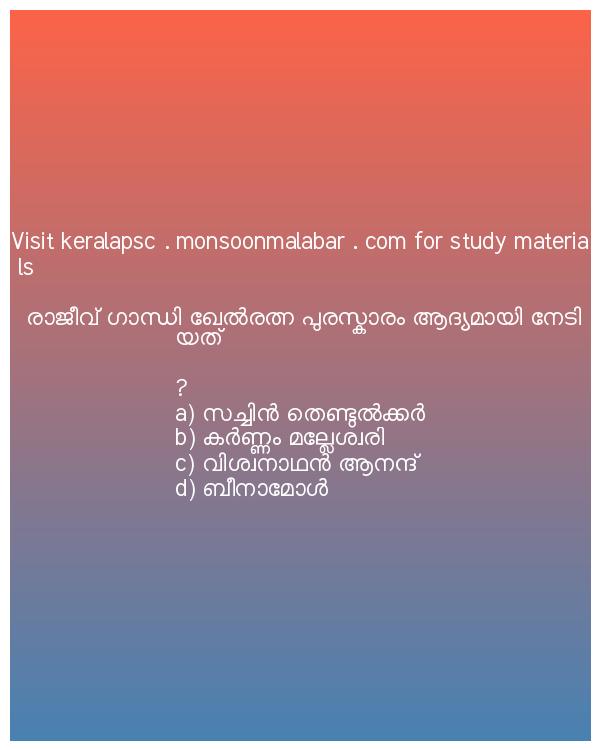 Visit keralapsc . monsoonmalabar . com for study materia
ls
രാജീവ് ഗാന്ധി ഖേൽരത്ന പുരസ്കാരം ആദ്യമായി നേടി
യത്
?
a) സച്ചിൻ തെണ്ടുൽക്കർ
b) കർണ്ണം മല്ലേശ്വരി
c) വിശ്വനാഥൻ ആനന്ദ്
d) ബീനാമോൾ